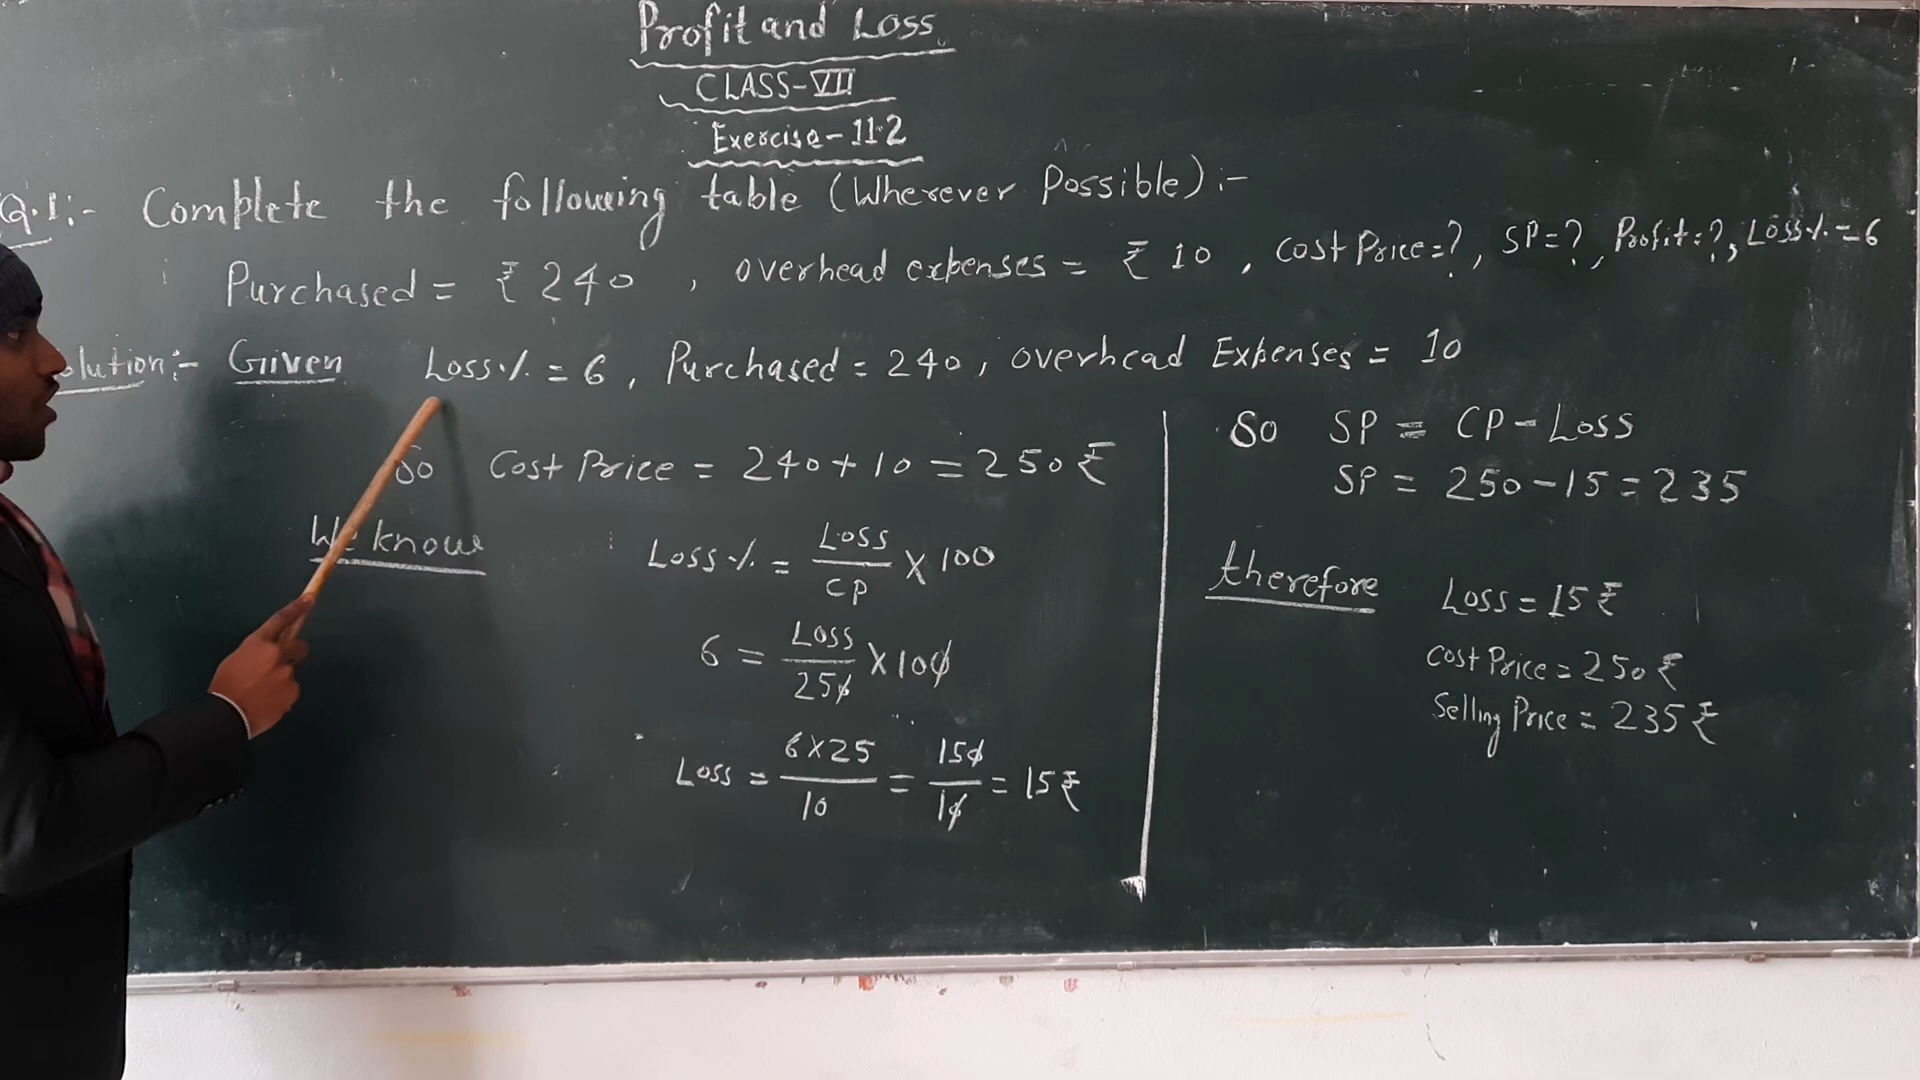 Profit and Loss
CLASS-VII
Exercise-11.2
Q.1:- Complete the following table (Wherever Possible):-
Purchased = ₹ 240 , overhead expenses = ₹ 10 , Cost Price=?, SP=?, Profit=?, Loss%=6
olution:- Given Loss% = 6, Purchased = 240, overhead Expenses = 10
So Cost Price = 240+10 = 250₹
We know
Loss% = Loss/CP × 100
6 = Loss/250 × 100
Loss = 6×25/10 = 150/10 = 15₹
So SP = CP-Loss
SP = 250-15 = 235
therefore Loss = 15₹
Cost Price = 250₹
Selling Price = 235₹